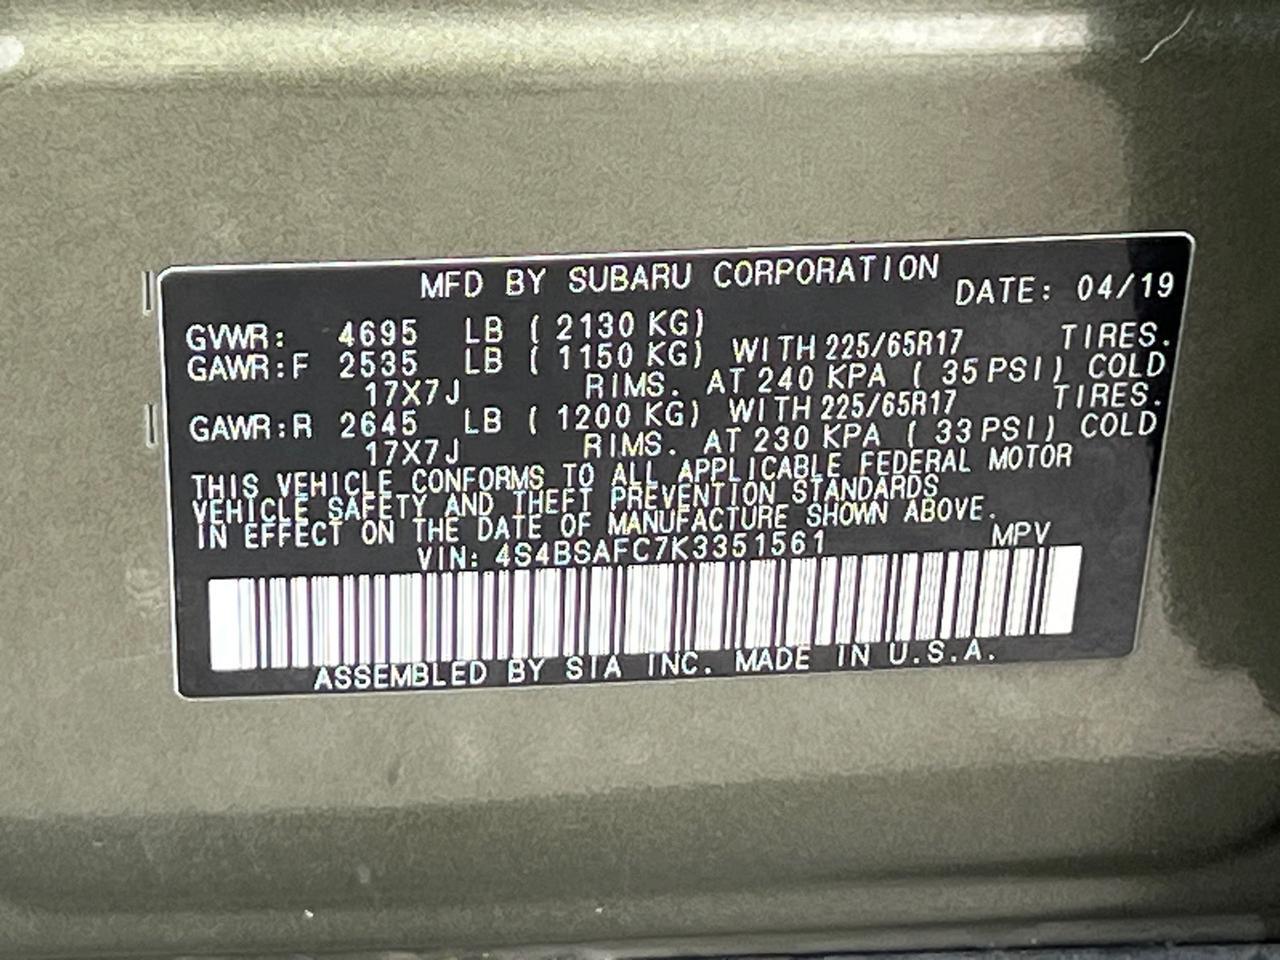 MFD BY SUBARU CORPORATION DATE: 04/19
GVWR: 4695 LB ( 2130 KG)
GAWR:F 2535 LB ( 1150 KG) WITH 225/65R17 TIRES.
17X7J RIMS. AT 240 KPA ( 35 PSI) COLD
GAWR:R 2645 LB ( 1200 KG) WITH 225/65R17 TIRES.
17X7J RIMS. AT 230 KPA ( 33 PSI) COLD
THIS VEHICLE CONFORMS TO ALL APPLICABLE FEDERAL MOTOR
VEHICLE SAFETY AND THEFT PREVENTION STANDARDS
IN EFFECT ON THE DATE OF MANUFACTURE SHOWN ABOVE.
VIN: 4S4BSAFC7K3351561 MPV
ASSEMBLED BY SIA INC. MADE IN U.S.A.